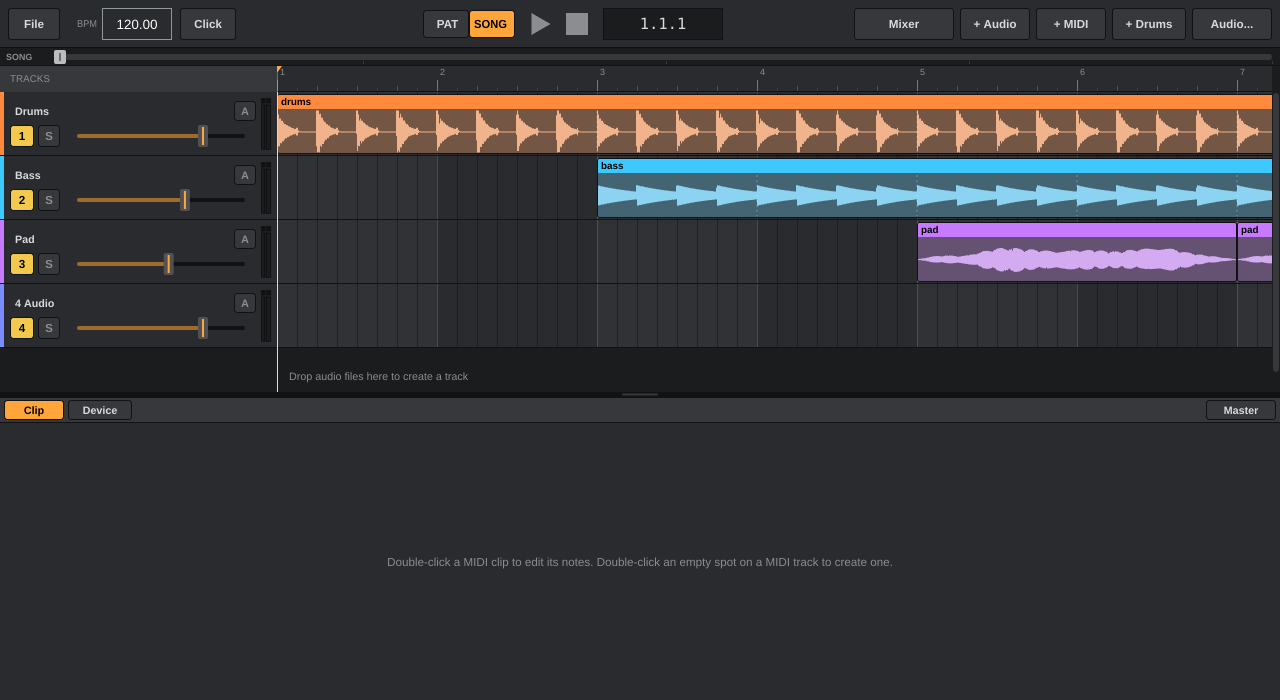 File BPM 120.00 Click PAT SONG 1.1.1 Mixer + Audio + MIDI + Drums Audio...
SONG
TRACKS 1 2 3 4 5 6 7
Drums A drums
1 S
Bass A bass
2 S
Pad A pad pad
3 S
4 Audio A
4 S
Drop audio files here to create a track
Clip Device Master
Double-click a MIDI clip to edit its notes. Double-click an empty spot on a MIDI track to create one.